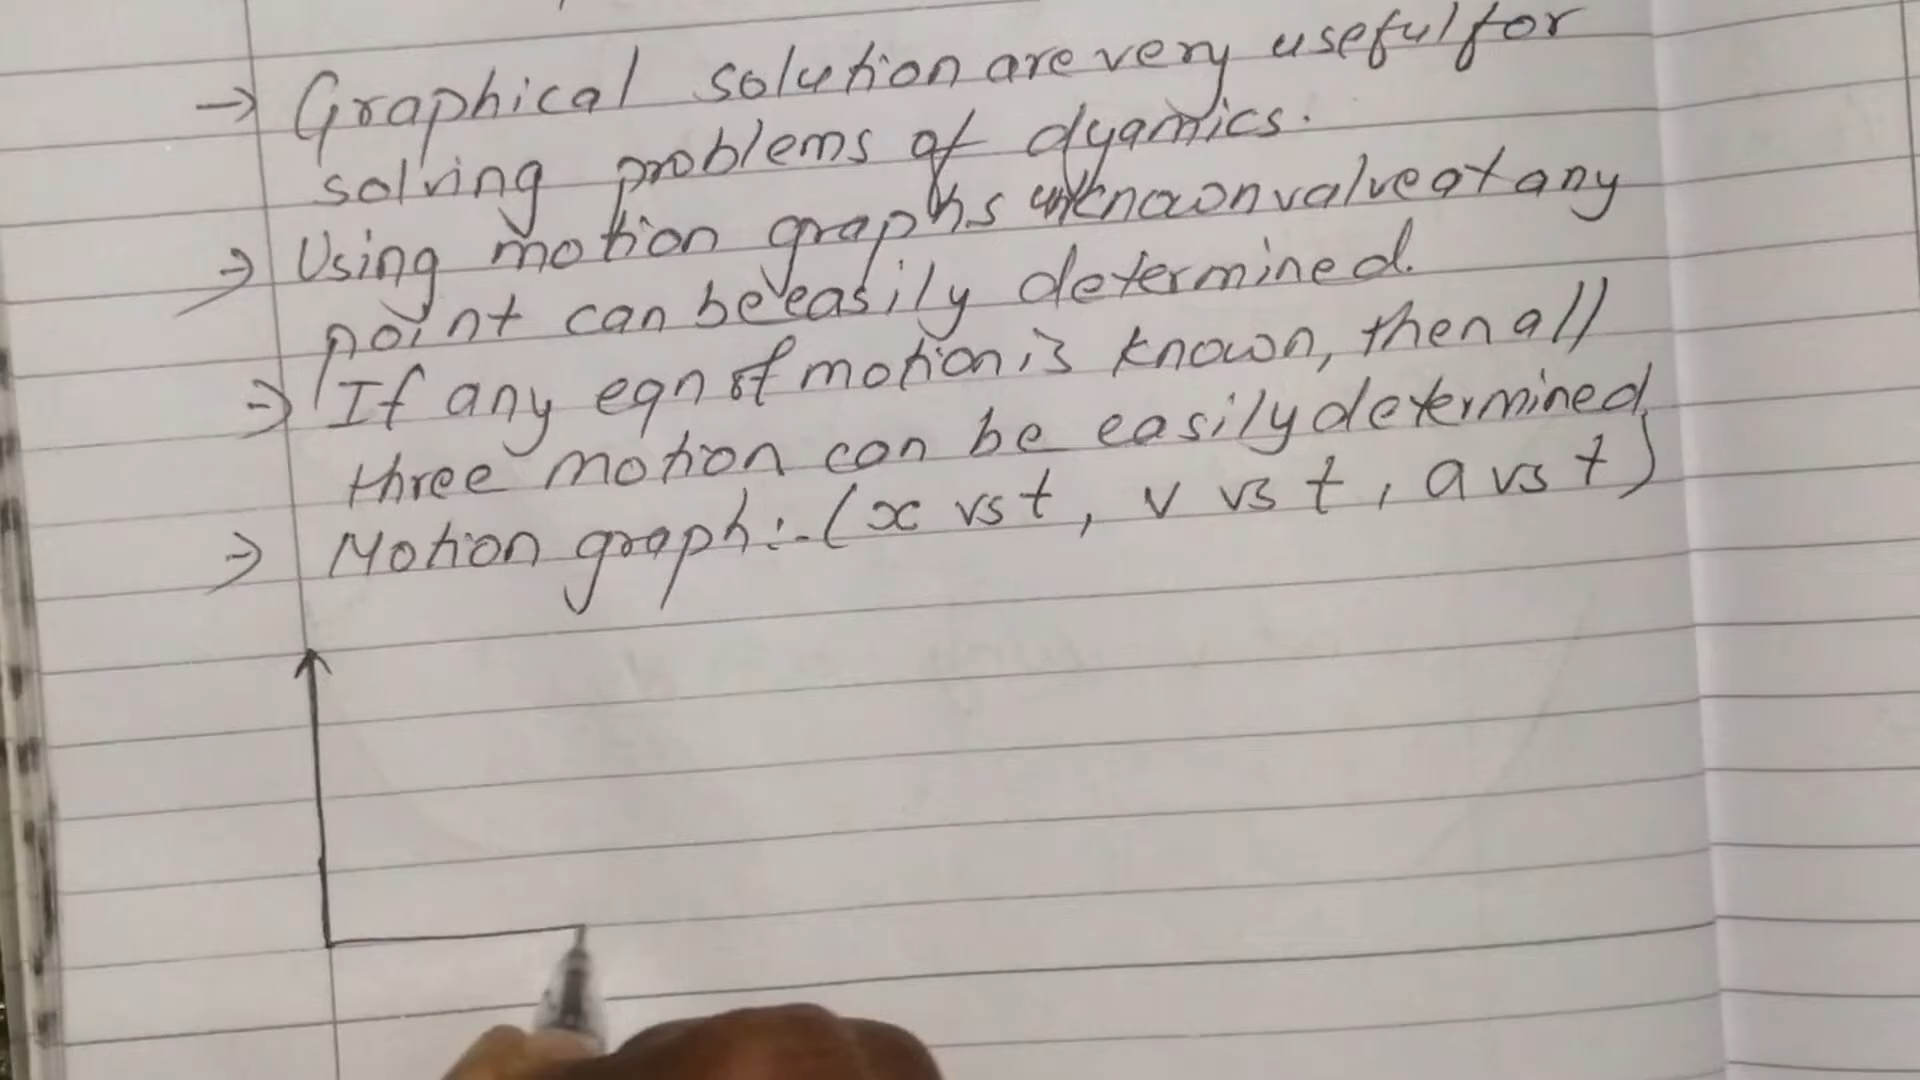 → Graphical solution are very useful for
solving problems of dyamics.
⇒ Using motion graphs unknown value at any
point can be easily determined.
⇒ If any eqn of motion is known, then all
three motion can be easily determined
⇒ Motion graph:-(x vs t, v vs t, a vs t)